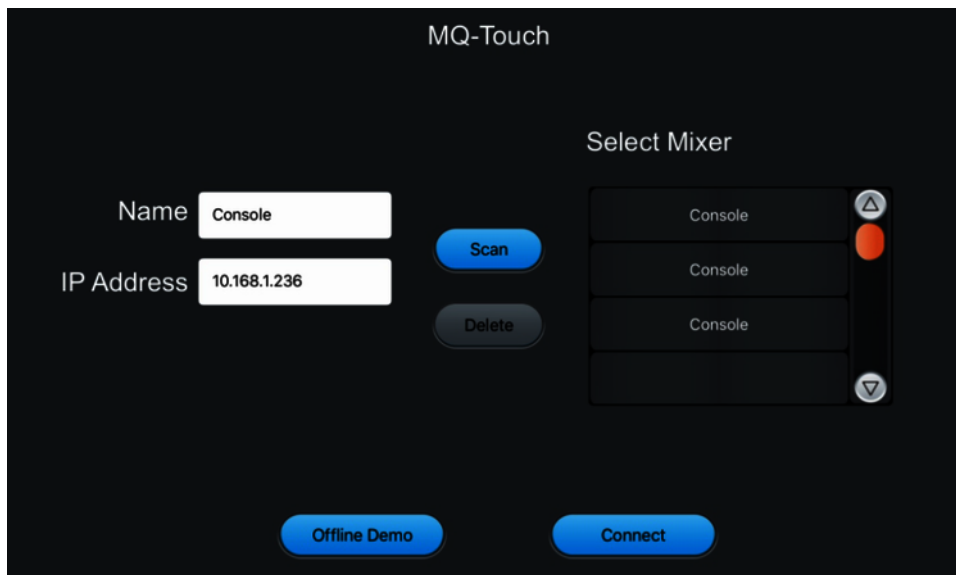 MQ-Touch
Select Mixer
Name
Console
IP Address
10.168.1.236
Scan
Delete
Console
Console
Console
Offline Demo
Connect